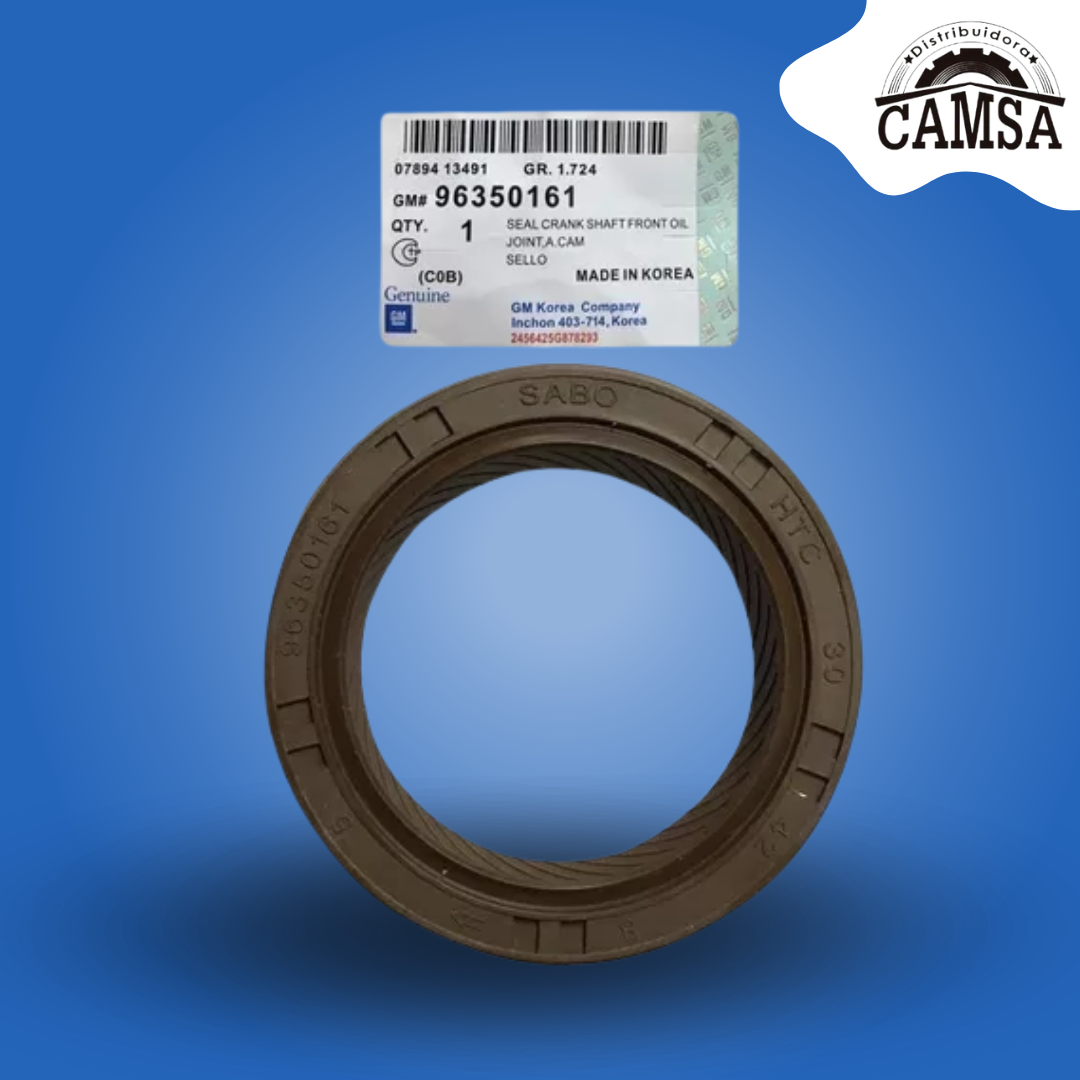 ★Distribuidora★
CAMSA
07894 13491 GR. 1.724
GM# 96350161
QTY. 1 SEAL CRANK SHAFT FRONT OIL
JOINT,A.CAM
SELLO
CTP
(C0B) MADE IN KOREA
Genuine
GM
GM Korea Company
Inchon 403-714, Korea
2456425G878293
SABO
HTC
96350161
30
42